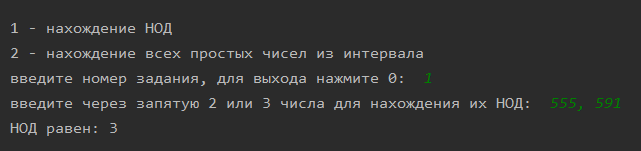 1 - нахождение НОД
2 - нахождение всех простых чисел из интервала
введите номер задания, для выхода нажмите 0: 1
введите через запятую 2 или 3 числа для нахождения их НОД: 555, 591
НОД равен: 3